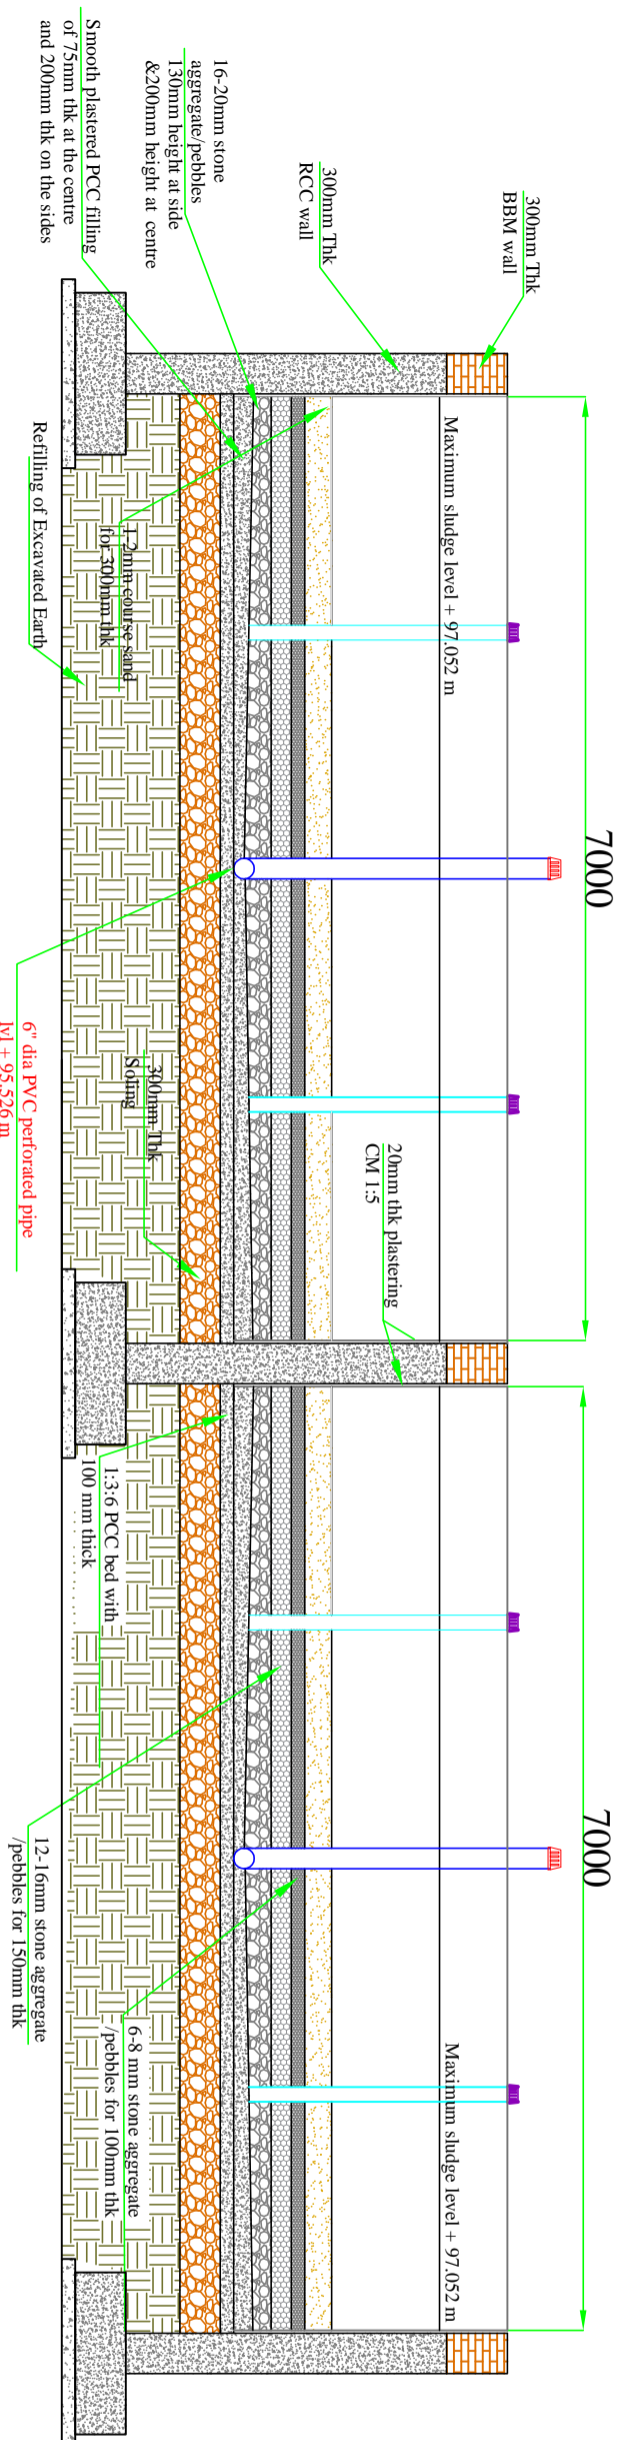 7000
7000
300mm Thk
BBM wall
300mm Thk
RCC wall
16-20mm stone
aggregate/pebbles
130mm height at side
&200mm height at centre
Smooth plastered PCC filling
of 75mm thk at the centre
and 200mm thk on the sides
Maximum sludge level + 97.052 m
Maximum sludge level + 97.052 m
20mm thk plastering
CM 1:5
1-2mm course sand
for 300mm thk
Refilling of Excavated Earth
300mm Thk
Soling
6" dia PVC perforated pipe
lvl + 95.526 m
1:3:6 PCC bed with
100 mm thick
12-16mm stone aggregate
/pebbles for 150mm thk
6-8 mm stone aggregate
/pebbles for 100mm thk